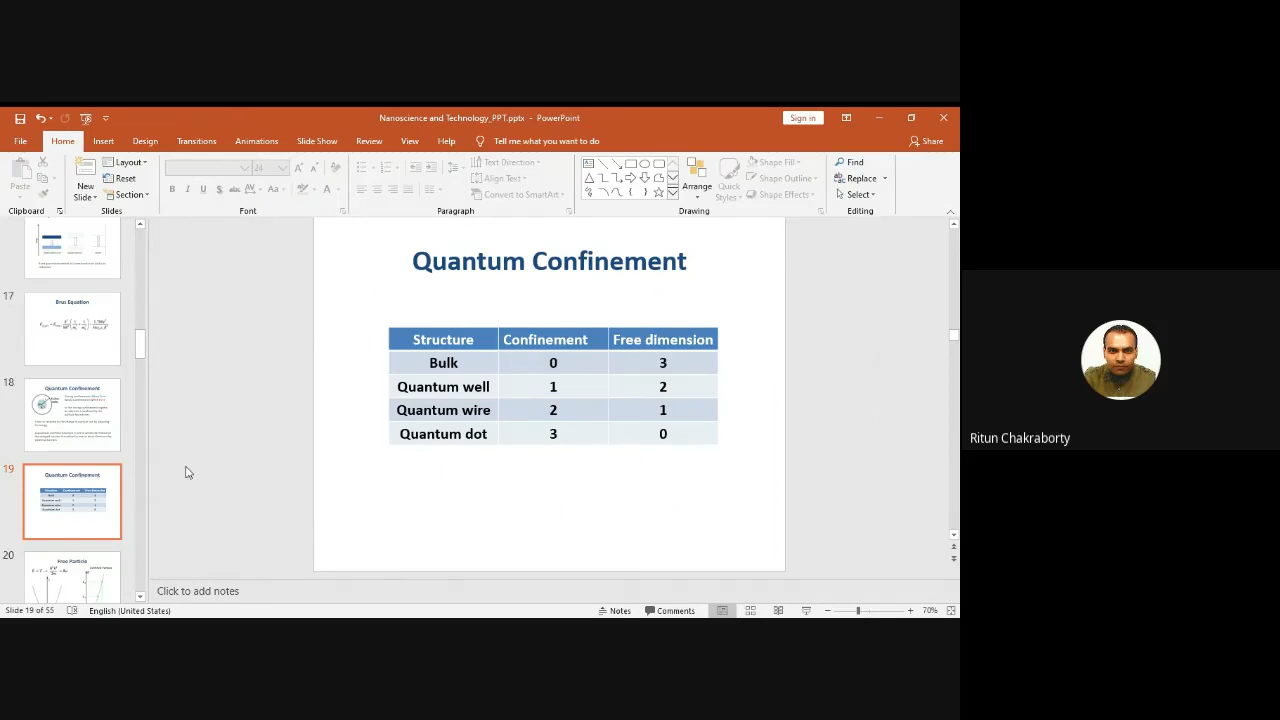 Nanoscience and Technology_PPT.pptx - PowerPoint
Sign in
File Home Insert Design Transitions Animations Slide Show Review View Help Tell me what you want to do
Share
Paste
New Slide
Layout
Reset
Section
24
B I U S abc AV Aa A
Text Direction
Align Text
Convert to SmartArt
Arrange
Quick Styles
Shape Fill
Shape Outline
Shape Effects
Find
Replace
Select
Clipboard Slides Font Paragraph Drawing Editing
17
Brus Equation
18
Quantum Confinement
19
Quantum Confinement
20
Free Particle
Quantum Confinement
Structure Confinement Free dimension
Bulk 0 3
Quantum well 1 2
Quantum wire 2 1
Quantum dot 3 0
Click to add notes
Slide 19 of 55 English (United States) Notes Comments 70%
Ritun Chakraborty